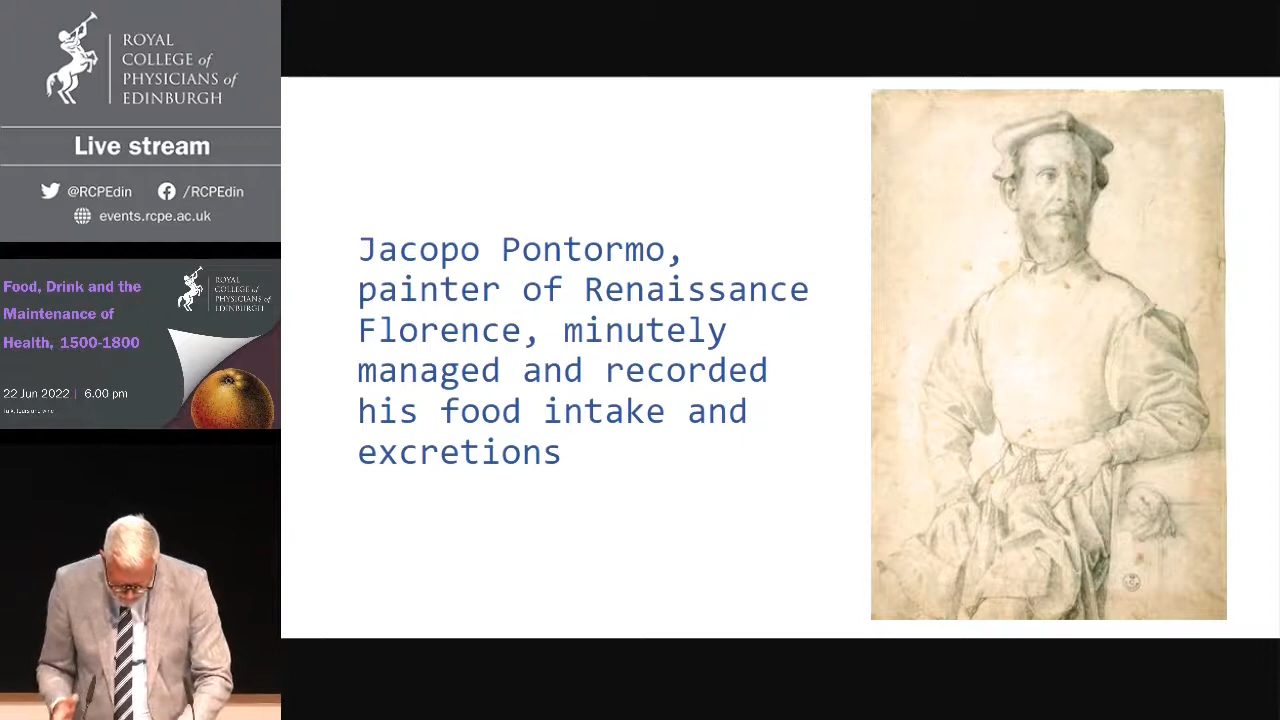 ROYAL
COLLEGE of
PHYSICIANS of
EDINBURGH
Live stream
@RCPEdin /RCPEdin
events.rcpe.ac.uk
Food, Drink and the
Maintenance of
Health, 1500-1800
22 Jun 2022 | 6.00 pm
ROYAL
COLLEGE of
PHYSICIANS of
EDINBURGH
Jacopo Pontormo,
painter of Renaissance
Florence, minutely
managed and recorded
his food intake and
excretions